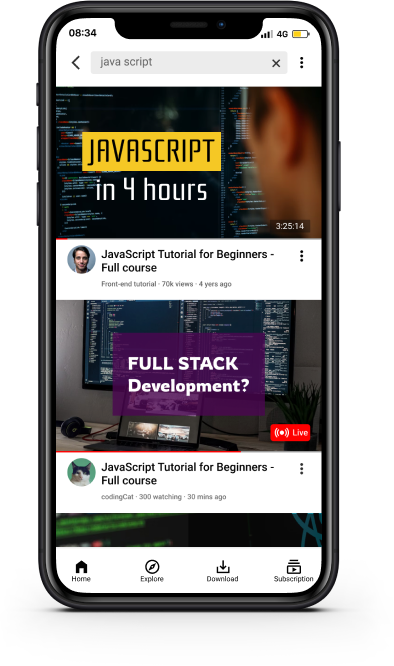 08:34
4G
java script
JAVASCRIPT
in 4 hours
3:25:14
JavaScript Tutorial for Beginners -
Full course
Front-end tutorial · 70k views · 4 yers ago
FULL STACK
Development?
Live
JavaScript Tutorial for Beginners -
Full course
codingCat · 300 watching · 30 mins ago
Home
Explore
Download
Subscription